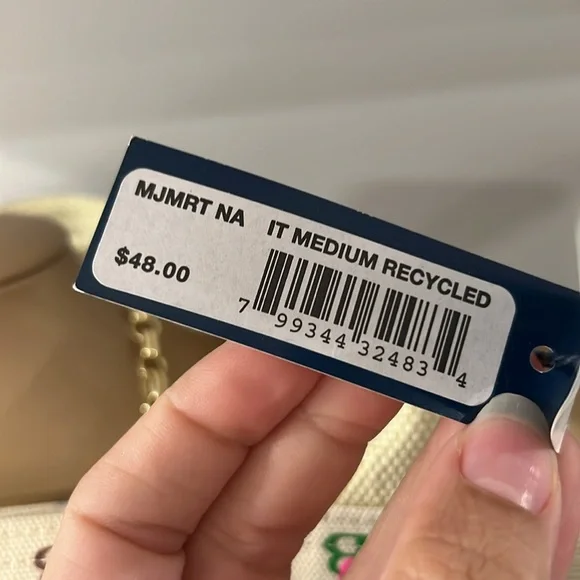 MJMRT NA IT MEDIUM RECYCLED
$48.00
7 99344 32483 4